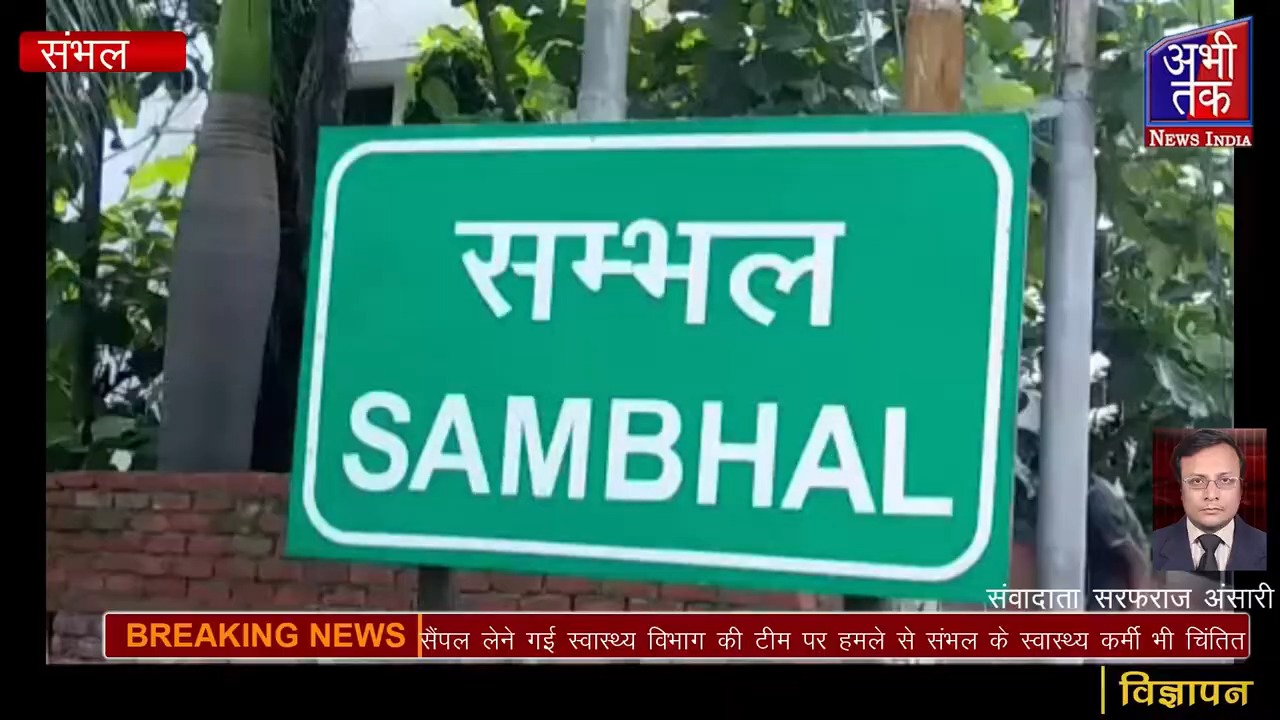 संभल
अभी
तक
NEWS INDIA
सम्भल
SAMBHAL
संवादाता सरफराज अंसारी
BREAKING NEWS
सैंपल लेने गई स्वास्थ्य विभाग की टीम पर हमले से संभल के स्वास्थ्य कर्मी भी चिंतित
विज्ञापन